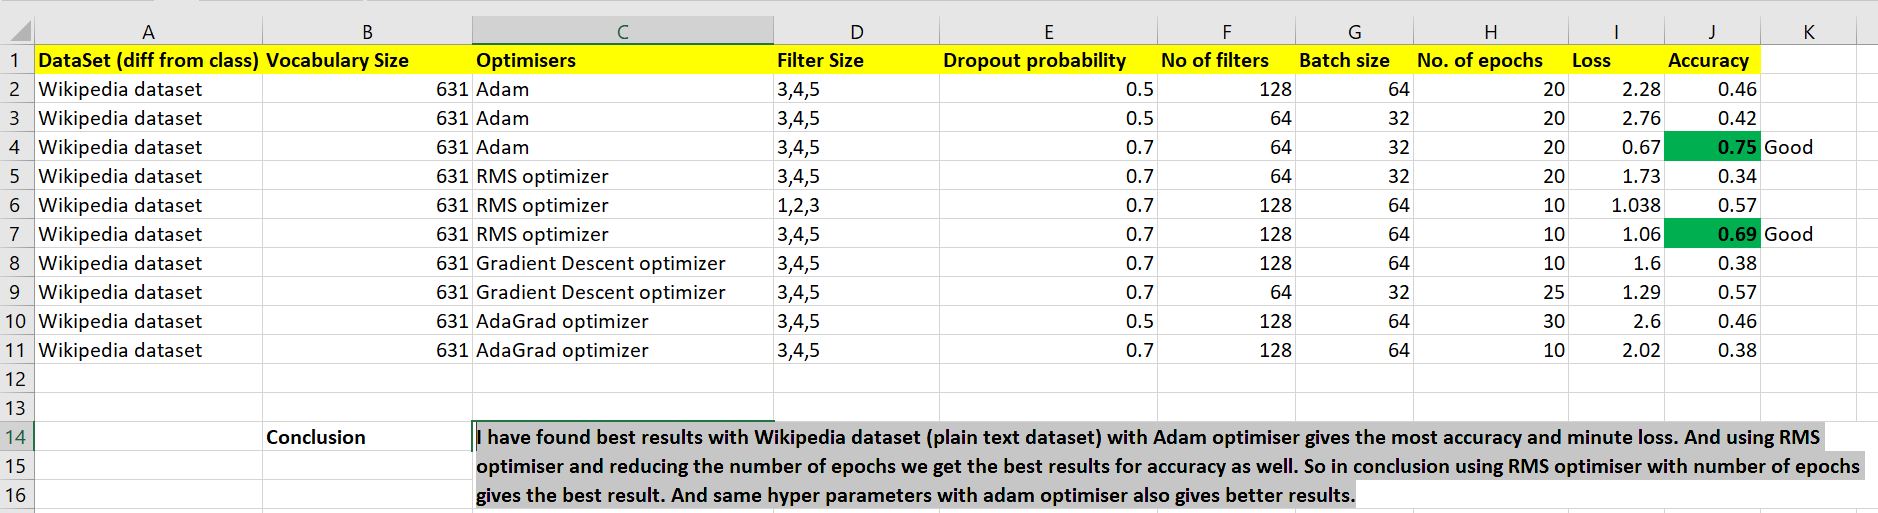 A B C D E F G H I J K
1 DataSet (diff from class) Vocabulary Size Optimisers Filter Size Dropout probability No of filters Batch size No. of epochs Loss Accuracy
2 Wikipedia dataset 631 Adam 3,4,5 0.5 128 64 20 2.28 0.46
3 Wikipedia dataset 631 Adam 3,4,5 0.5 64 32 20 2.76 0.42
4 Wikipedia dataset 631 Adam 3,4,5 0.7 64 32 20 0.67 0.75 Good
5 Wikipedia dataset 631 RMS optimizer 3,4,5 0.7 64 32 20 1.73 0.34
6 Wikipedia dataset 631 RMS optimizer 1,2,3 0.7 128 64 10 1.038 0.57
7 Wikipedia dataset 631 RMS optimizer 3,4,5 0.7 128 64 10 1.06 0.69 Good
8 Wikipedia dataset 631 Gradient Descent optimizer 3,4,5 0.7 128 64 10 1.6 0.38
9 Wikipedia dataset 631 Gradient Descent optimizer 3,4,5 0.7 64 32 25 1.29 0.57
10 Wikipedia dataset 631 AdaGrad optimizer 3,4,5 0.5 128 64 30 2.6 0.46
11 Wikipedia dataset 631 AdaGrad optimizer 3,4,5 0.7 128 64 10 2.02 0.38
12
13
14 Conclusion I have found best results with Wikipedia dataset (plain text dataset) with Adam optimiser gives the most accuracy and minute loss. And using RMS
15 optimiser and reducing the number of epochs we get the best results for accuracy as well. So in conclusion using RMS optimiser with number of epochs
16 gives the best result. And same hyper parameters with adam optimiser also gives better results.